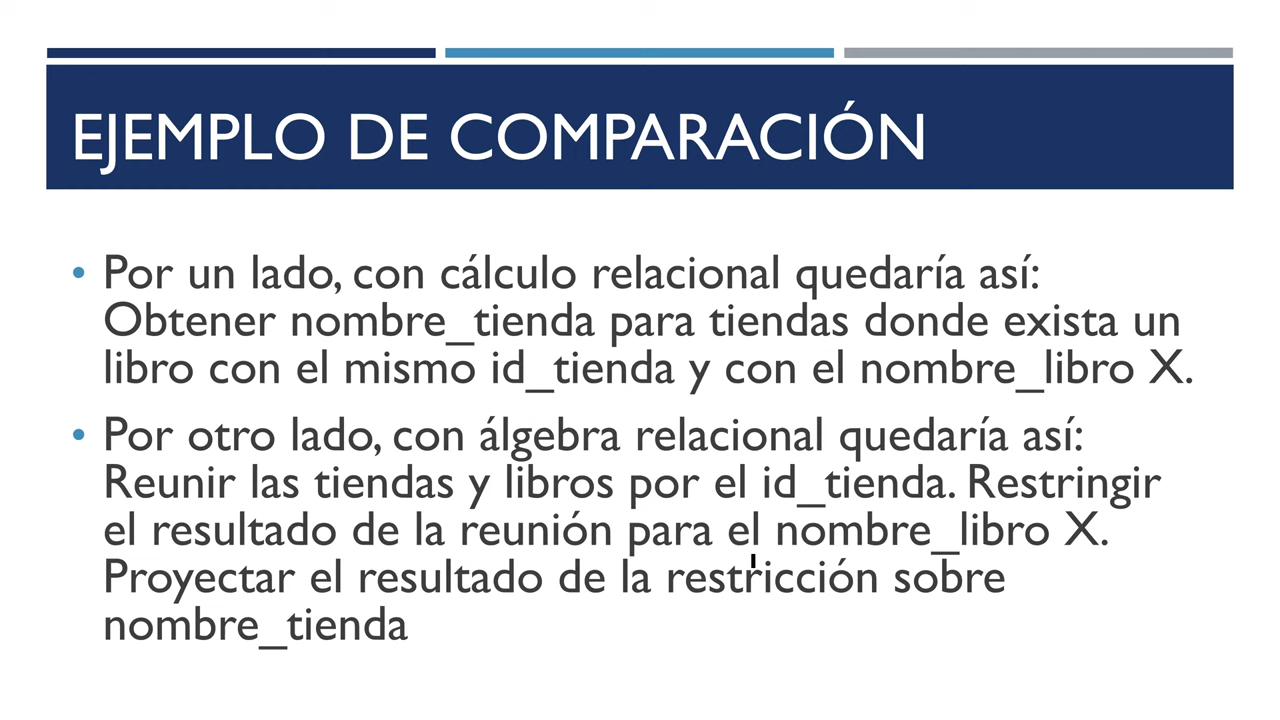 EJEMPLO DE COMPARACIÓN
• Por un lado, con cálculo relacional quedaría así:
Obtener nombre_tienda para tiendas donde exista un
libro con el mismo id_tienda y con el nombre_libro X.
• Por otro lado, con álgebra relacional quedaría así:
Reunir las tiendas y libros por el id_tienda. Restringir
el resultado de la reunión para el nombre_libro X.
Proyectar el resultado de la restricción sobre
nombre_tienda